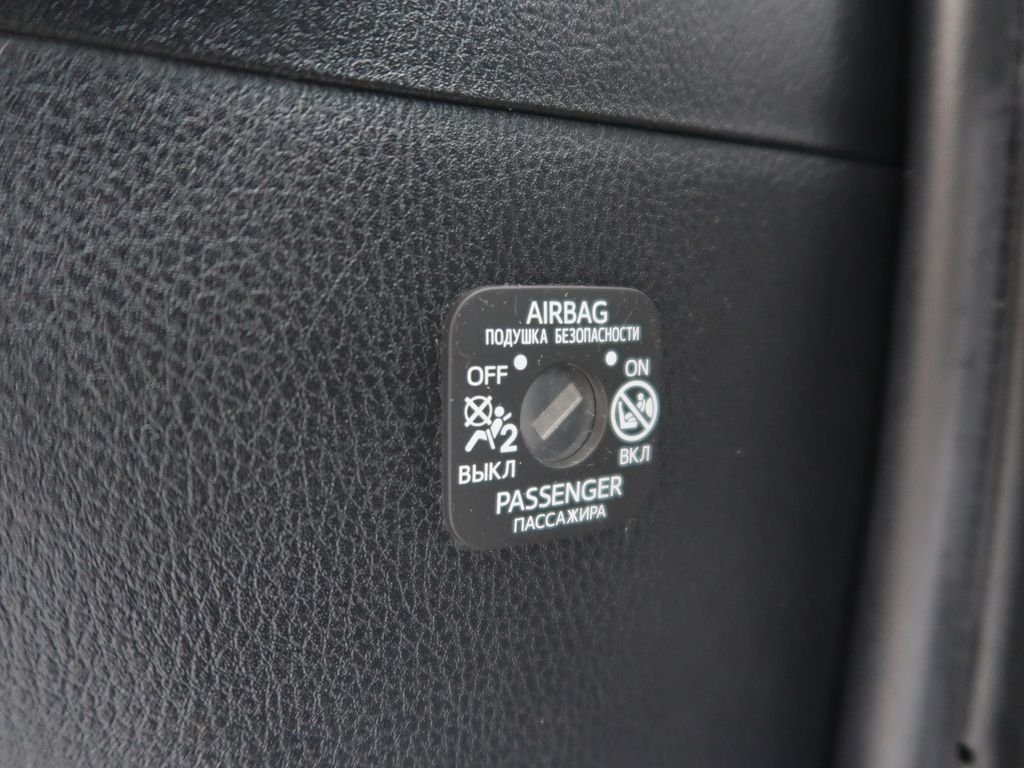 AIRBAG
ПОДУШКА БЕЗОПАСНОСТИ
OFF ON
2
ВЫКЛ ВКЛ
PASSENGER
ПАССАЖИРА